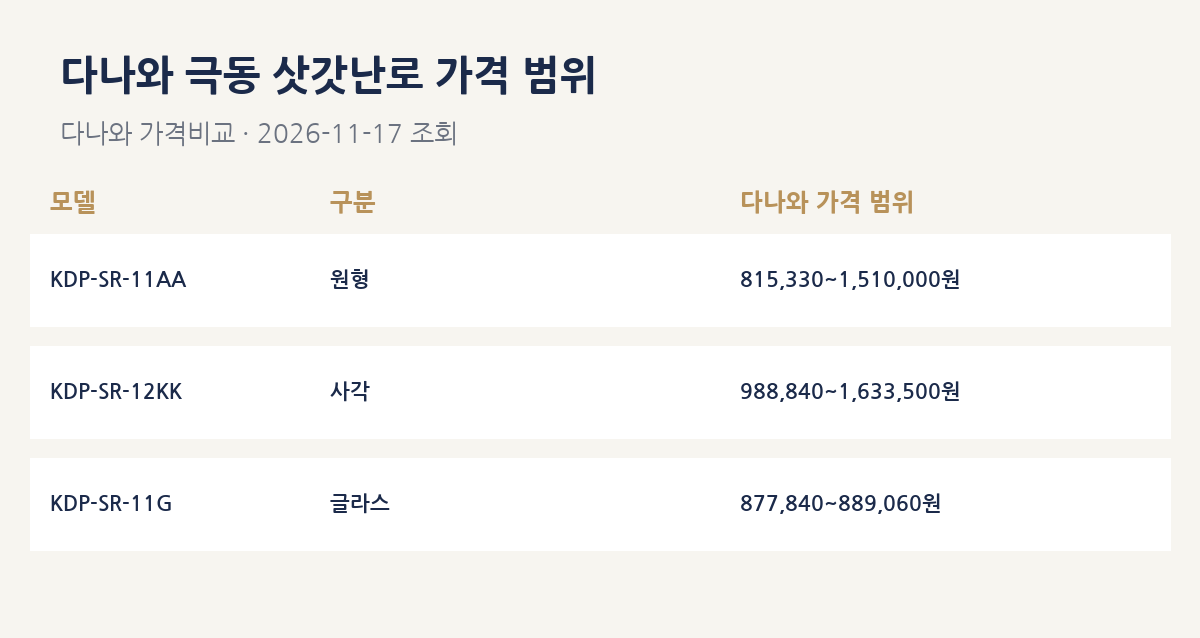 다나와 극동 삿갓난로 가격 범위
다나와 가격비교 · 2026-11-17 조회
모델 구분 다나와 가격 범위
KDP-SR-11AA 원형 815,330~1,510,000원
KDP-SR-12KK 사각 988,840~1,633,500원
KDP-SR-11G 글라스 877,840~889,060원